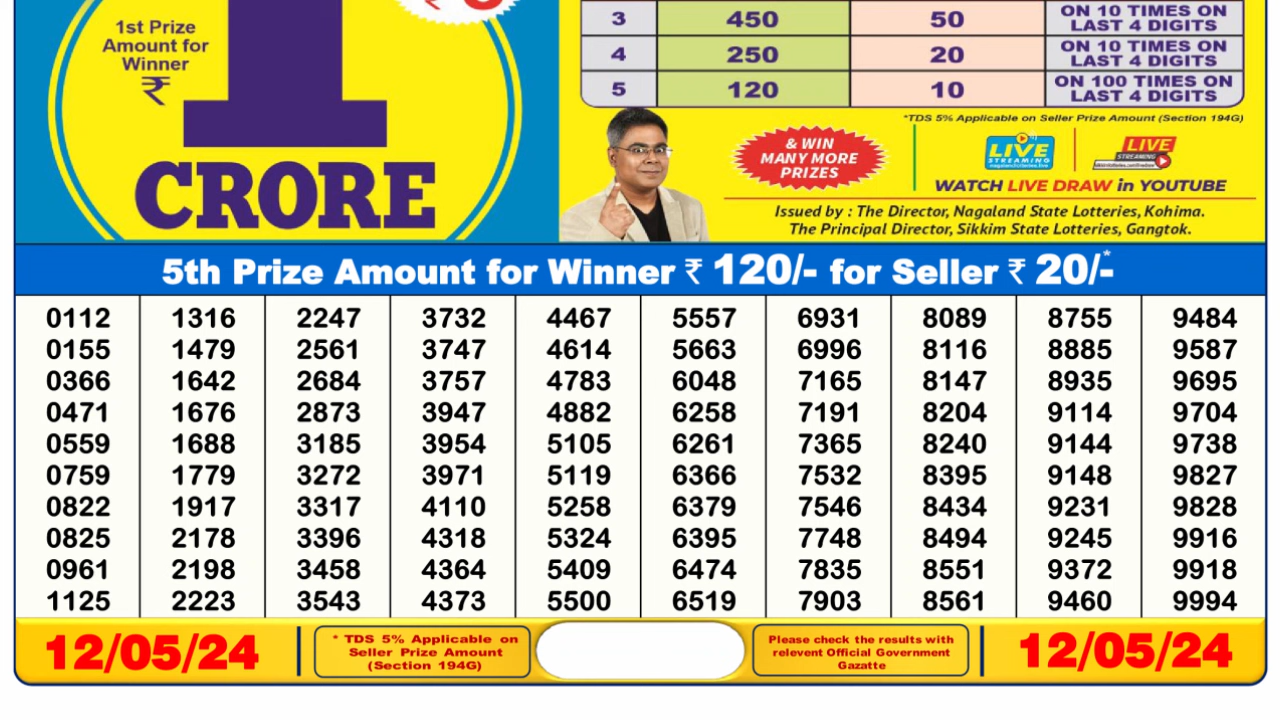 1st Prize
Amount for
Winner
₹
1
CRORE
3 450 50 ON 10 TIMES ON LAST 4 DIGITS
4 250 20 ON 10 TIMES ON LAST 4 DIGITS
5 120 10 ON 100 TIMES ON LAST 4 DIGITS
*TDS 5% Applicable on Seller Prize Amount (Section 194G)
& WIN
MANY MORE
PRIZES
LIVE
STREAMING
LIVE
STREAMING
WATCH LIVE DRAW in YOUTUBE
Issued by : The Director, Nagaland State Lotteries, Kohima.
The Principal Director, Sikkim State Lotteries, Gangtok.
5th Prize Amount for Winner ₹ 120/- for Seller ₹ 20/-*
0112 1316 2247 3732 4467 5557 6931 8089 8755 9484
0155 1479 2561 3747 4614 5663 6996 8116 8885 9587
0366 1642 2684 3757 4783 6048 7165 8147 8935 9695
0471 1676 2873 3947 4882 6258 7191 8204 9114 9704
0559 1688 3185 3954 5105 6261 7365 8240 9144 9738
0759 1779 3272 3971 5119 6366 7532 8395 9148 9827
0822 1917 3317 4110 5258 6379 7546 8434 9231 9828
0825 2178 3396 4318 5324 6395 7748 8494 9245 9916
0961 2198 3458 4364 5409 6474 7835 8551 9372 9918
1125 2223 3543 4373 5500 6519 7903 8561 9460 9994
12/05/24
* TDS 5% Applicable on
Seller Prize Amount
(Section 194G)
Please check the results with
relevent Official Government
Gazatte
12/05/24